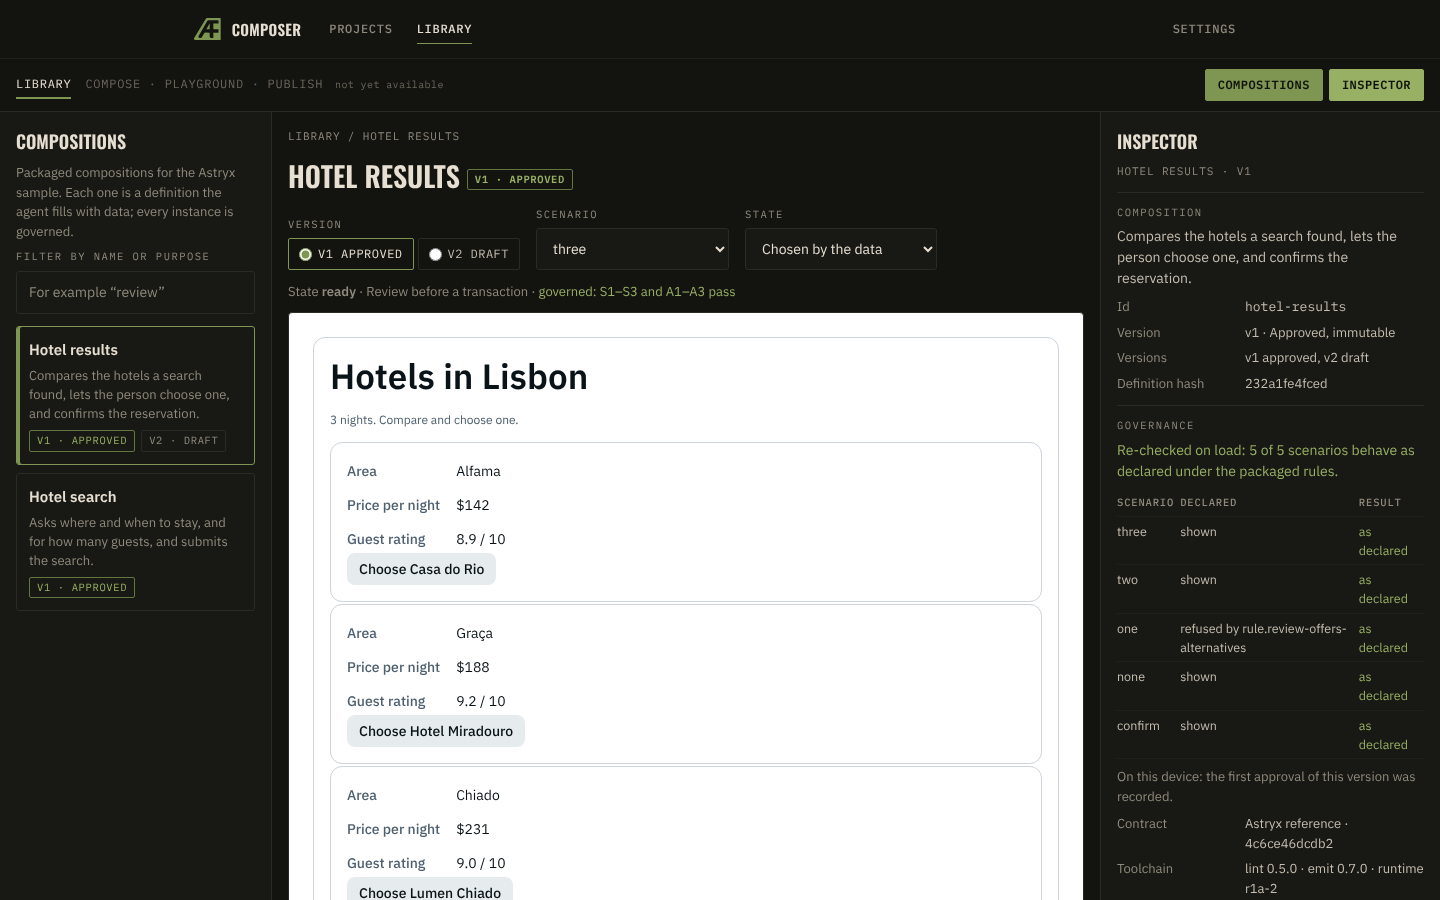 COMPOSER
PROJECTS
LIBRARY
SETTINGS
LIBRARY
COMPOSE · PLAYGROUND · PUBLISH not yet available
COMPOSITIONS
INSPECTOR
COMPOSITIONS
Packaged compositions for the Astryx
sample. Each one is a definition the
agent fills with data; every instance is
governed.
FILTER BY NAME OR PURPOSE
For example “review”
Hotel results
Compares the hotels a search
found, lets the person choose one,
and confirms the reservation.
V1 · APPROVED
V2 · DRAFT
Hotel search
Asks where and when to stay, and
for how many guests, and submits
the search.
V1 · APPROVED
LIBRARY / HOTEL RESULTS
HOTEL RESULTS
V1 · APPROVED
VERSION
V1 APPROVED
V2 DRAFT
SCENARIO
three
STATE
Chosen by the data
State ready · Review before a transaction · governed: S1–S3 and A1–A3 pass
Hotels in Lisbon
3 nights. Compare and choose one.
Area Alfama
Price per night $142
Guest rating 8.9 / 10
Choose Casa do Rio
Area Graça
Price per night $188
Guest rating 9.2 / 10
Choose Hotel Miradouro
Area Chiado
Price per night $231
Guest rating 9.0 / 10
Choose Lumen Chiado
INSPECTOR
HOTEL RESULTS · V1
COMPOSITION
Compares the hotels a search found, lets the
person choose one, and confirms the
reservation.
Id hotel-results
Version v1 · Approved, immutable
Versions v1 approved, v2 draft
Definition hash 232a1fe4fced
GOVERNANCE
Re-checked on load: 5 of 5 scenarios behave as
declared under the packaged rules.
SCENARIO DECLARED RESULT
three shown as
declared
two shown as
declared
one refused by rule.review-offers- as
alternatives declared
none shown as
declared
confirm shown as
declared
On this device: the first approval of this version was
recorded.
Contract Astryx reference ·
4c6ce46dcdb2
Toolchain lint 0.5.0 · emit 0.7.0 · runtime
r1a-2